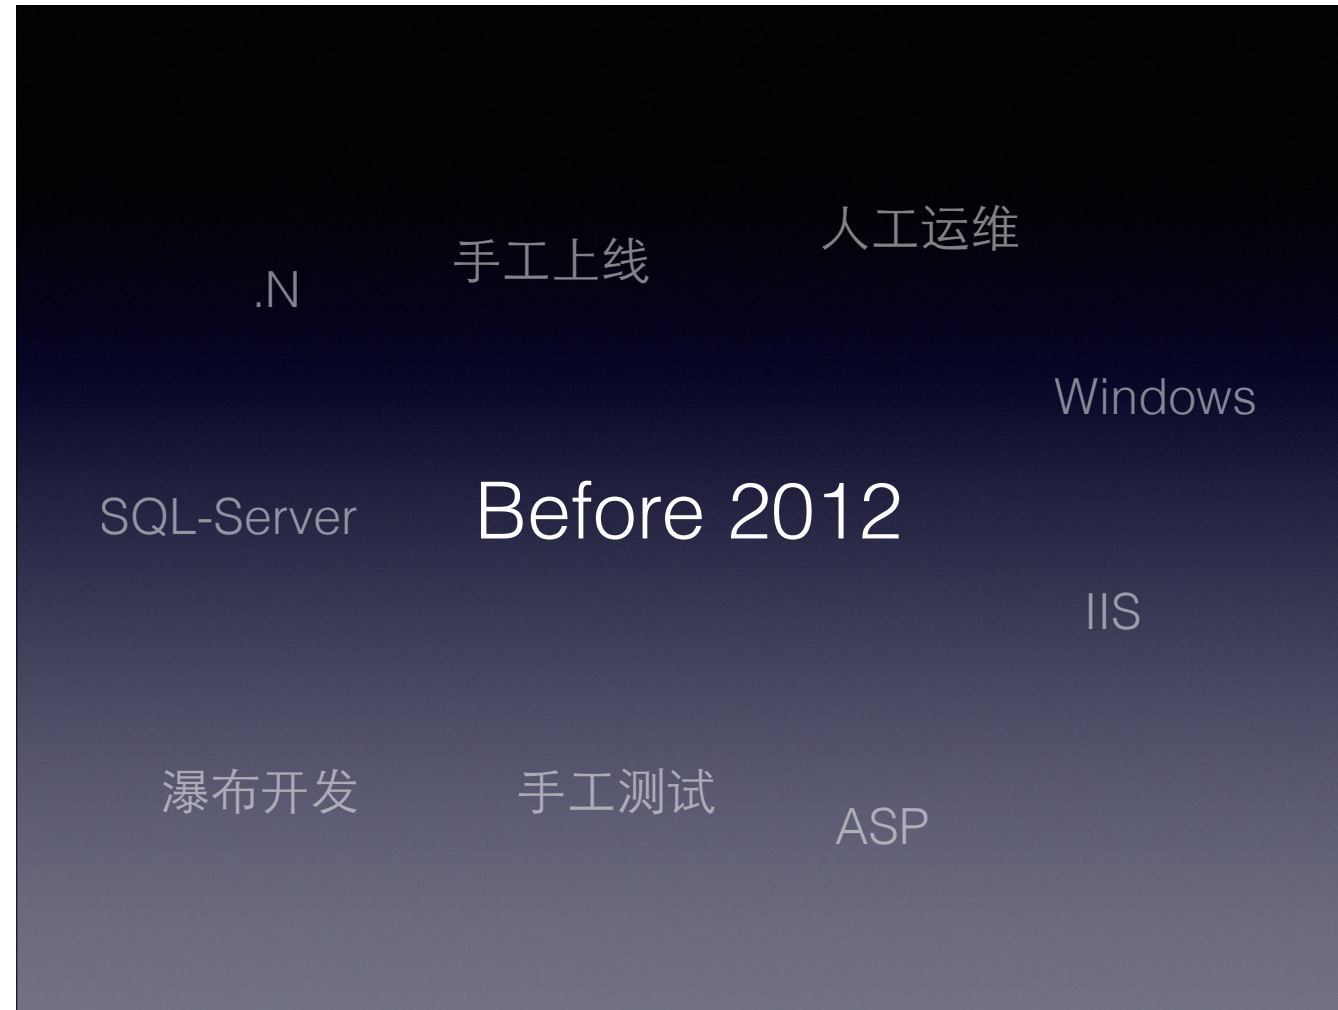 人工运维
手工上线
.N
Windows
SQL-Server
Before 2012
IIS
瀑布开发
手工测试
ASP